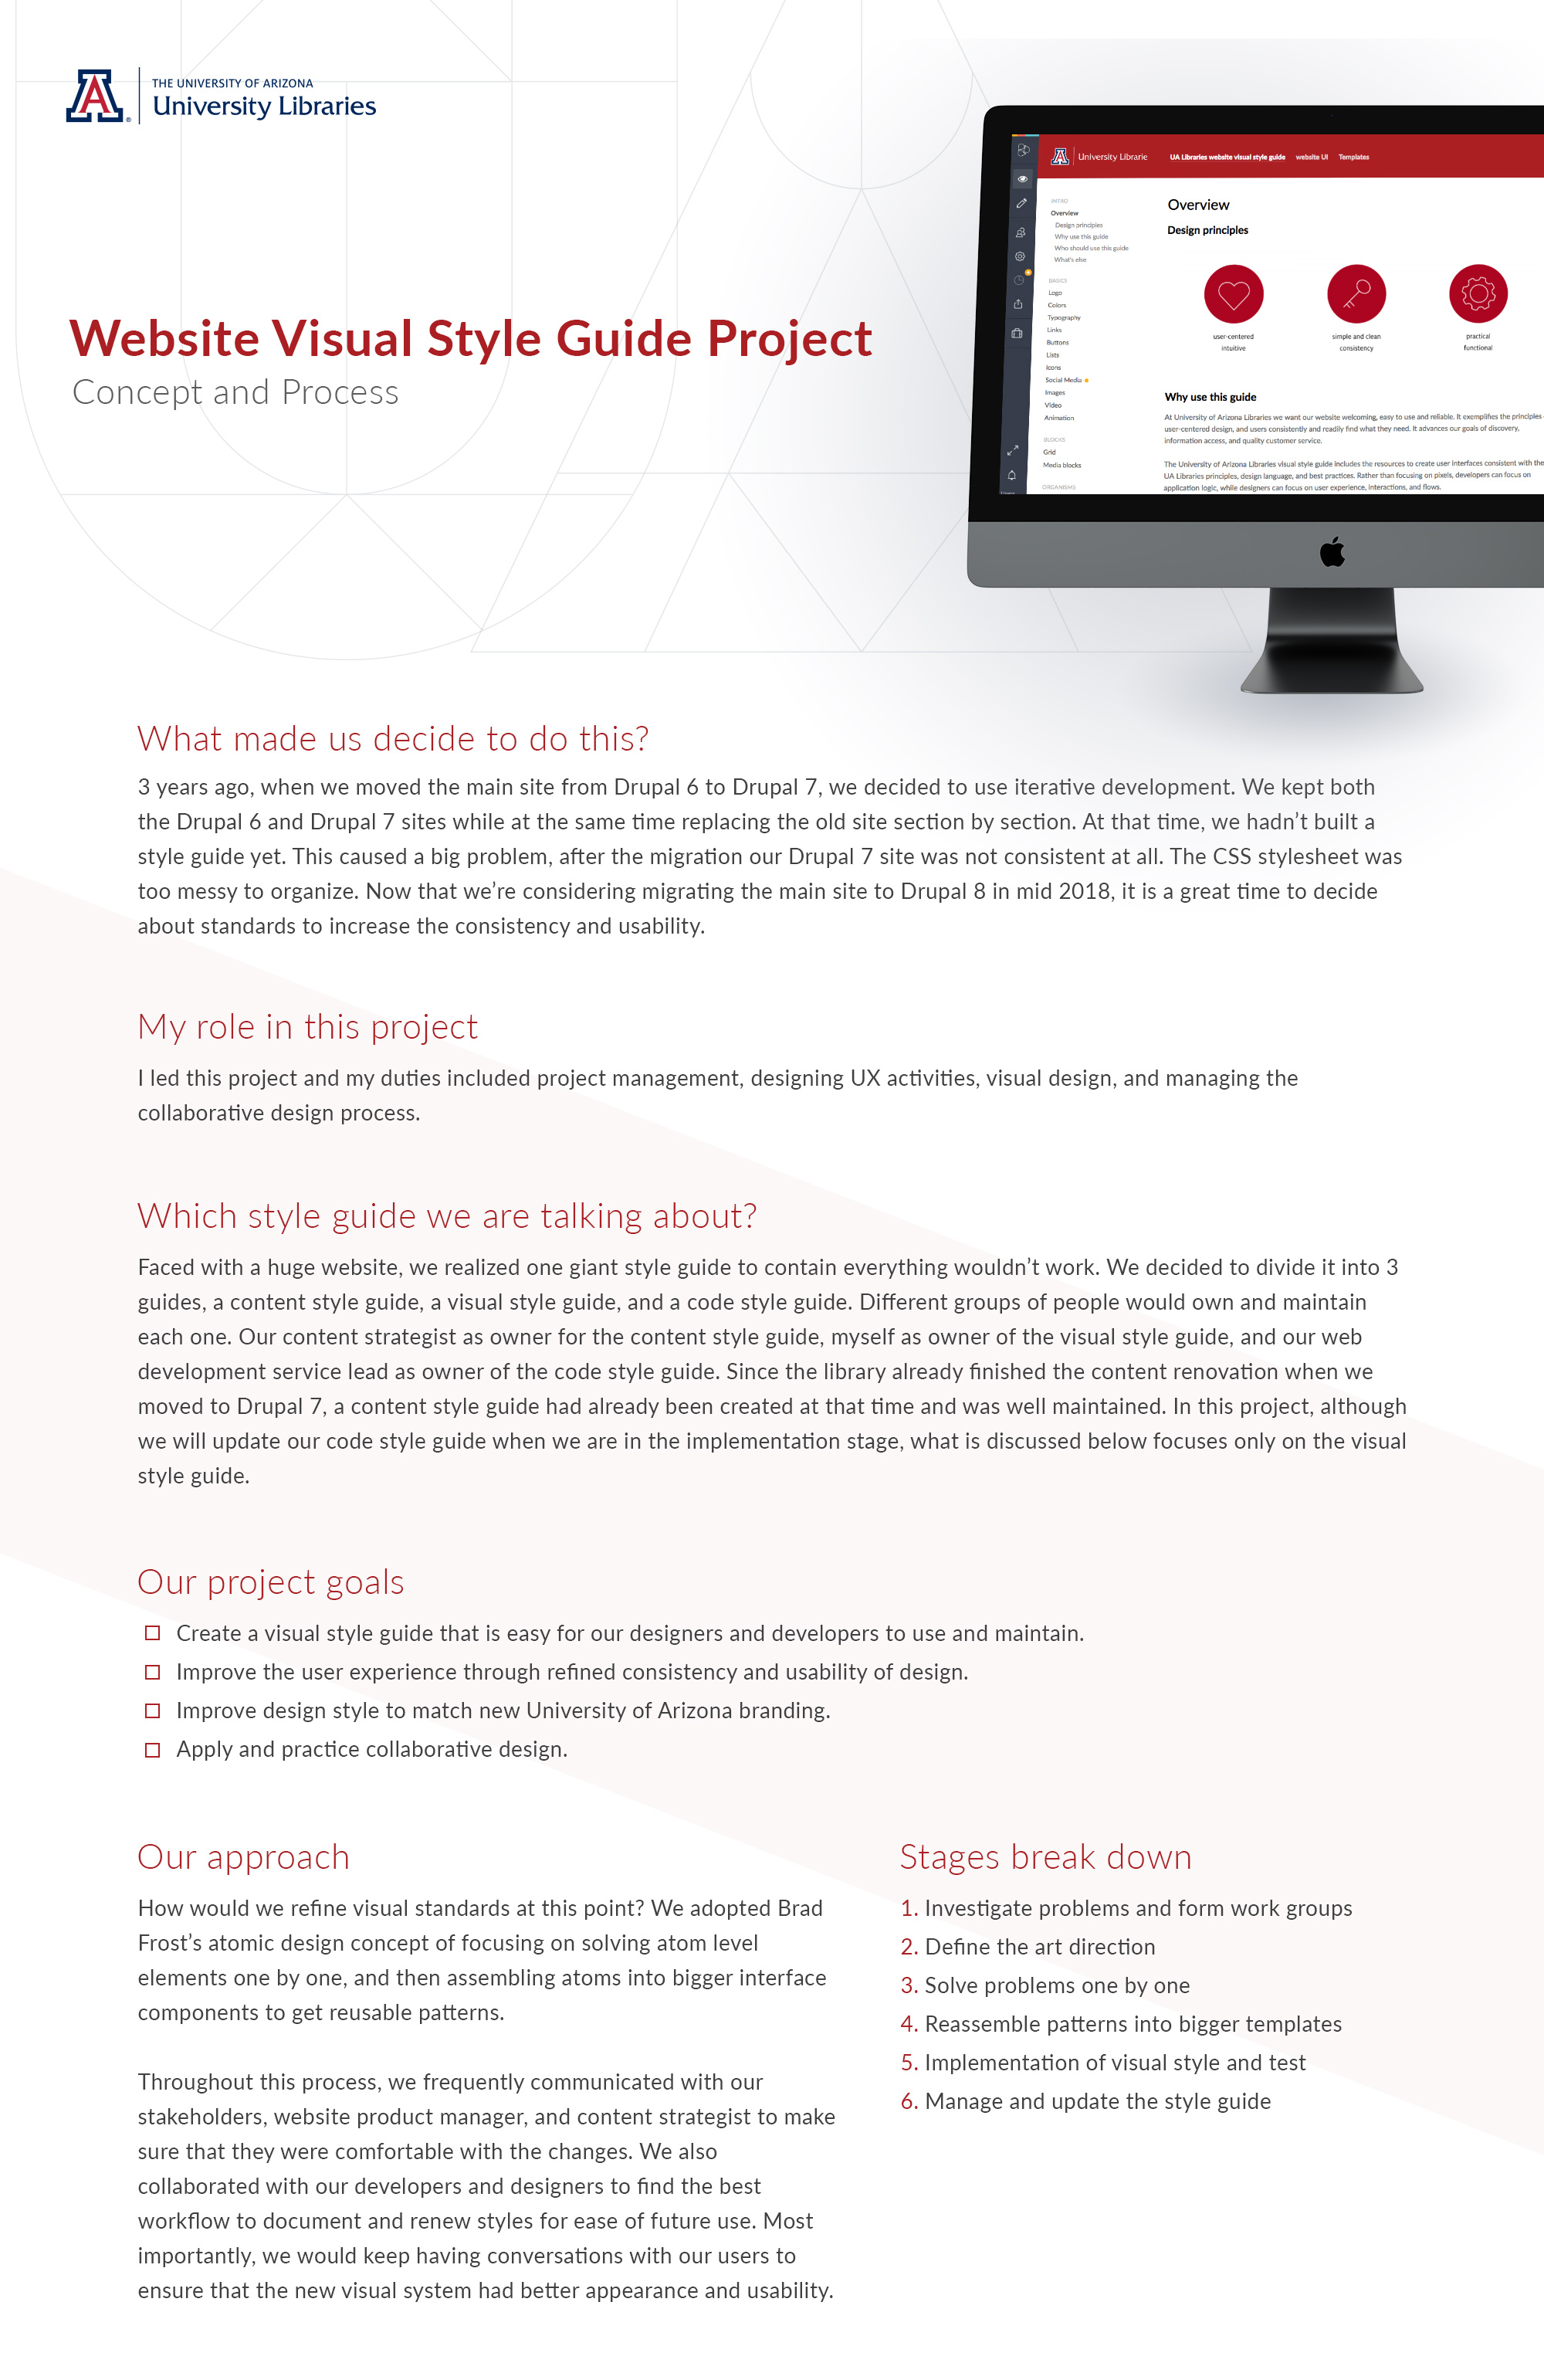 THE UNIVERSITY OF ARIZONA
University Libraries
Website Visual Style Guide Project
Concept and Process
University Librarie
UA Libraries website visual style guide website UI Templates
INTRO
Overview
Design principles
Why use this guide
Who should use this guide
What's else
BASICS
Logo
Colors
Typography
Links
Buttons
Lists
Icons
Social Media
Images
Video
Animation
BLOCKS
Grid
Media blocks
ORGANISMS
Overview
Design principles
user-centered
intuitive
simple and clean
consistency
practical
functional
Why use this guide
At University of Arizona Libraries we want our website welcoming, easy to use and reliable. It exemplifies the principles
user-centered design, and users consistently and readily find what they need. It advances our goals of discovery,
information access, and quality customer service.
The University of Arizona Libraries visual style guide includes the resources to create user interfaces consistent with the
UA Libraries principles, design language, and best practices. Rather than focusing on pixels, developers can focus on
application logic, while designers can focus on user experience, interactions, and flows.
What made us decide to do this?
3 years ago, when we moved the main site from Drupal 6 to Drupal 7, we decided to use iterative development. We kept both
the Drupal 6 and Drupal 7 sites while at the same time replacing the old site section by section. At that time, we hadn't built a
style guide yet. This caused a big problem, after the migration our Drupal 7 site was not consistent at all. The CSS stylesheet was
too messy to organize. Now that we're considering migrating the main site to Drupal 8 in mid 2018, it is a great time to decide
about standards to increase the consistency and usability.
My role in this project
I led this project and my duties included project management, designing UX activities, visual design, and managing the
collaborative design process.
Which style guide we are talking about?
Faced with a huge website, we realized one giant style guide to contain everything wouldn't work. We decided to divide it into 3
guides, a content style guide, a visual style guide, and a code style guide. Different groups of people would own and maintain
each one. Our content strategist as owner for the content style guide, myself as owner of the visual style guide, and our web
development service lead as owner of the code style guide. Since the library already finished the content renovation when we
moved to Drupal 7, a content style guide had already been created at that time and was well maintained. In this project, although
we will update our code style guide when we are in the implementation stage, what is discussed below focuses only on the visual
style guide.
Our project goals
Create a visual style guide that is easy for our designers and developers to use and maintain.
Improve the user experience through refined consistency and usability of design.
Improve design style to match new University of Arizona branding.
Apply and practice collaborative design.
Our approach
How would we refine visual standards at this point? We adopted Brad
Frost's atomic design concept of focusing on solving atom level
elements one by one, and then assembling atoms into bigger interface
components to get reusable patterns.
Throughout this process, we frequently communicated with our
stakeholders, website product manager, and content strategist to make
sure that they were comfortable with the changes. We also
collaborated with our developers and designers to find the best
workflow to document and renew styles for ease of future use. Most
importantly, we would keep having conversations with our users to
ensure that the new visual system had better appearance and usability.
Stages break down
1. Investigate problems and form work groups
2. Define the art direction
3. Solve problems one by one
4. Reassemble patterns into bigger templates
5. Implementation of visual style and test
6. Manage and update the style guide